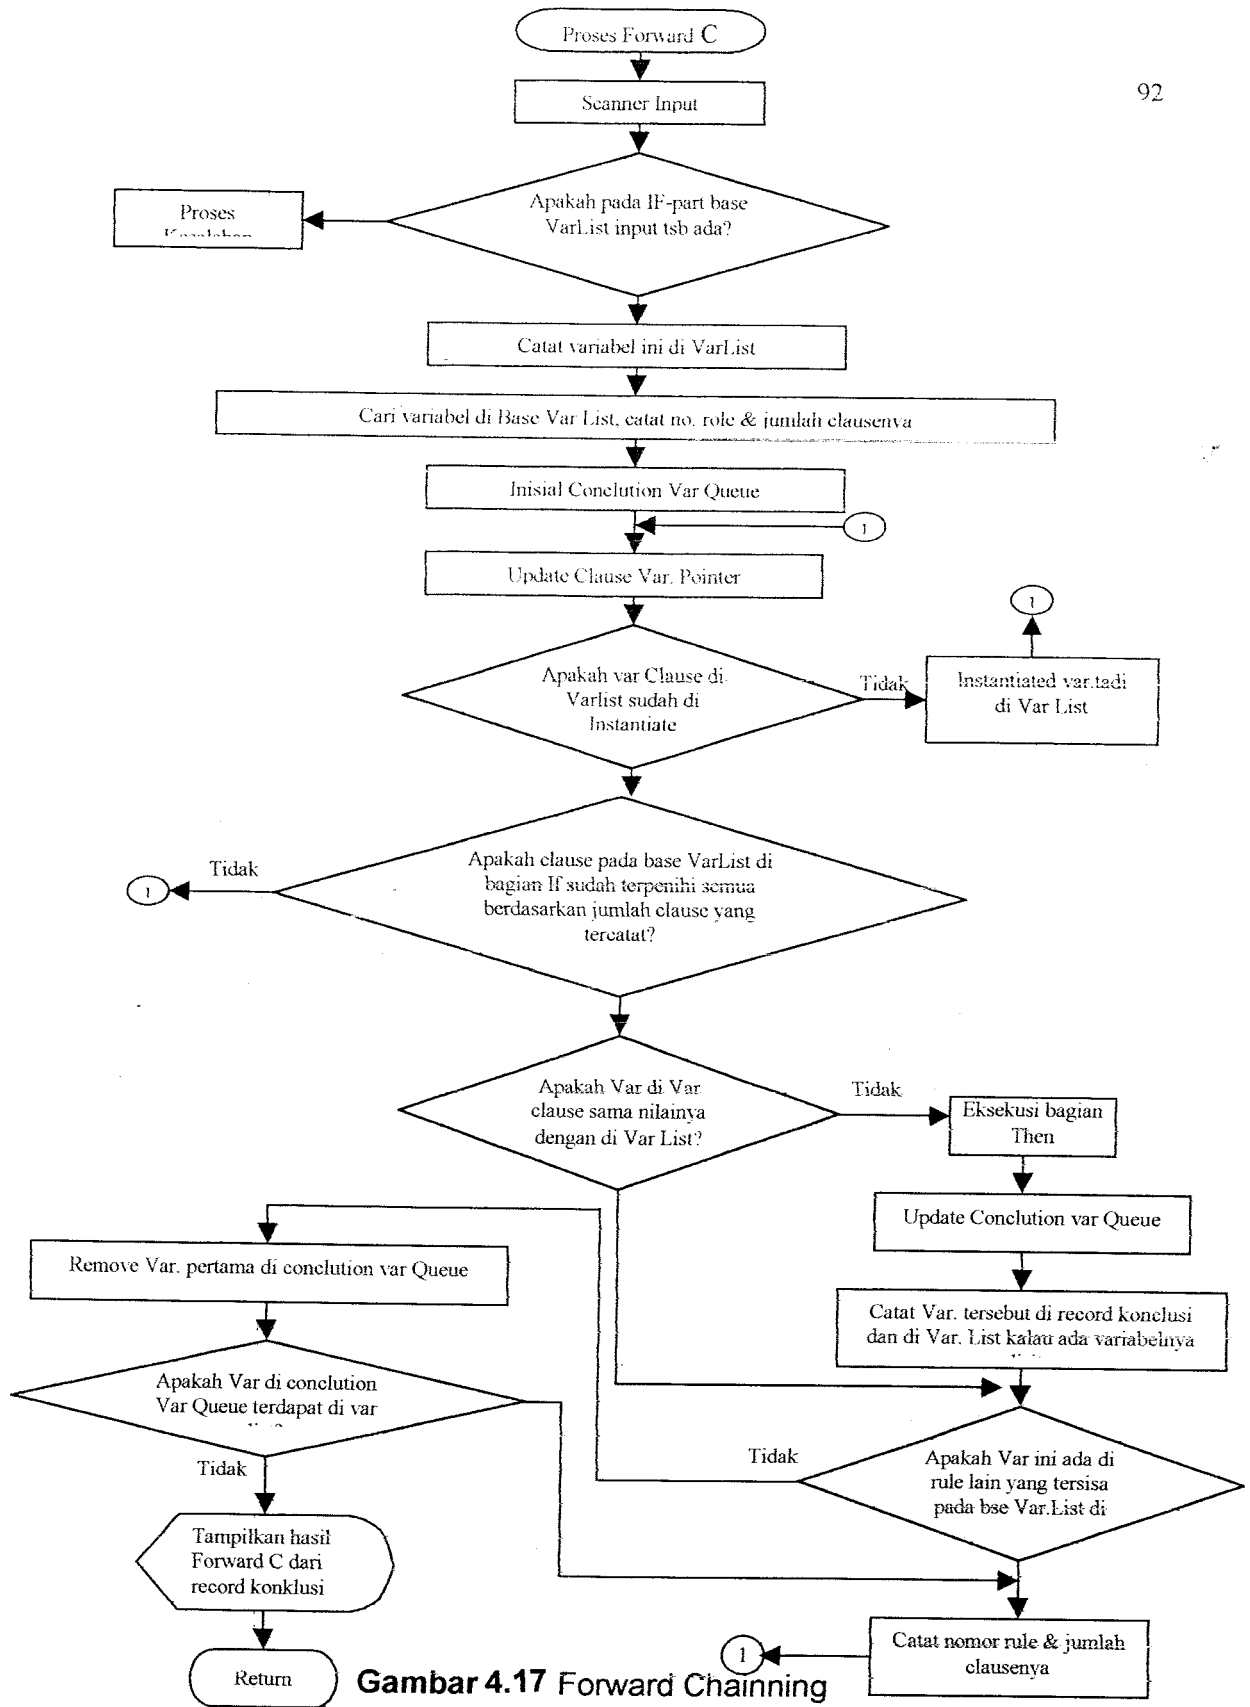 Proses Forward C
92
Scanner Input
Apakah pada IF-part base
VarList input tsb ada?
Proses
Catat variabel ini di VarList
Cari variabel di Base Var List, catat no. role & jumlah clausenya
Inisial Conclution Var Queue
1
Update Clause Var. Pointer
1
Apakah var Clause di
Varlist sudah di
Instantiate
Tidak
Instantiated var.tadi
di Var List
Tidak
1
Apakah clause pada base VarList di
bagian If sudah terpenihi semua
berdasarkan jumlah clause yang
tercatat?
Apakah Var di Var
clause sama nilainya
dengan di Var List?
Tidak
Eksekusi bagian
Then
Update Conclution var Queue
Remove Var. pertama di conclution var Queue
Catat Var. tersebut di record konclusi
dan di Var. List kalau ada variabelnya
Apakah Var di conclution
Var Queue terdapat di var
Tidak
Tidak
Apakah Var ini ada di
rule lain yang tersisa
pada bse Var.List di
Tampilkan hasil
Forward C dari
record konklusi
Catat nomor rule & jumlah
clausenya
1
Return
Gambar 4.17 Forward Chainning